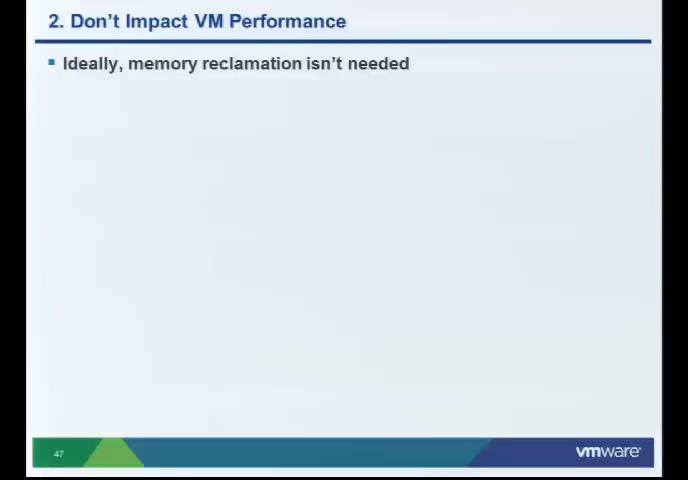 2. Don't Impact VM Performance
Ideally, memory reclamation isn't needed
47
vmware